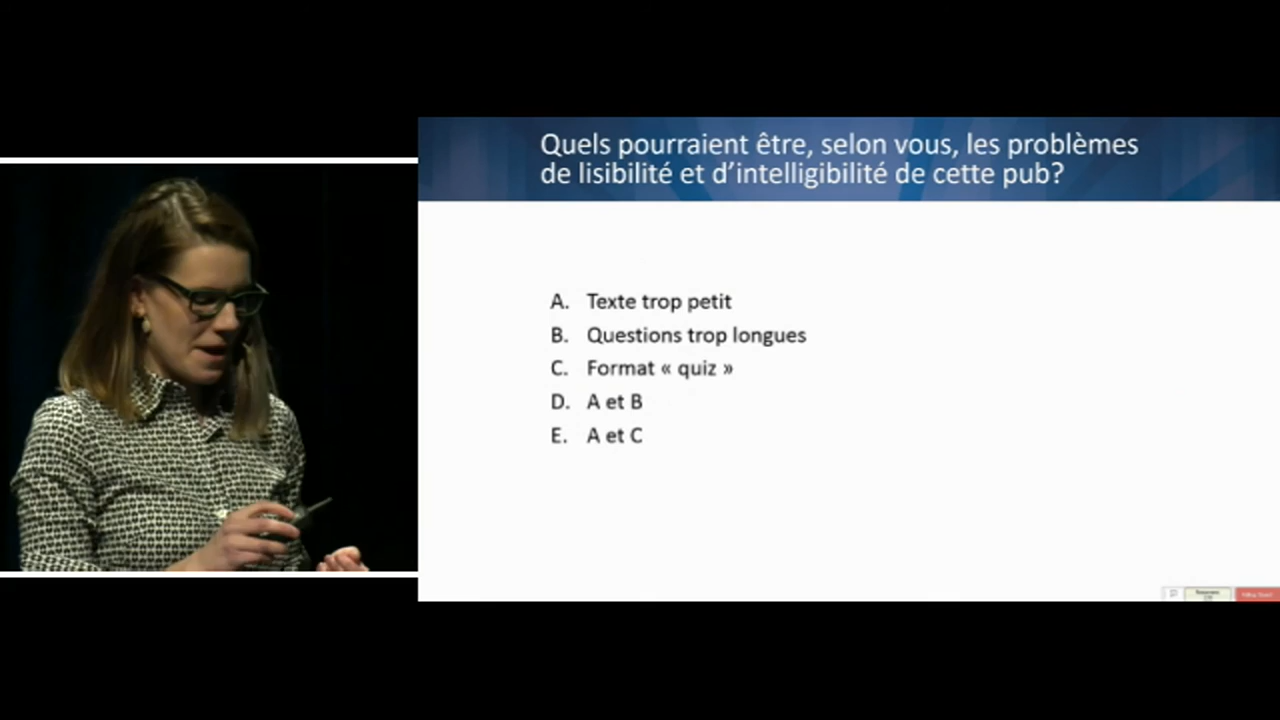 Quels pourraient être, selon vous, les problèmes
de lisibilité et d'intelligibilité de cette pub?
A. Texte trop petit
B. Questions trop longues
C. Format « quiz »
D. A et B
E. A et C